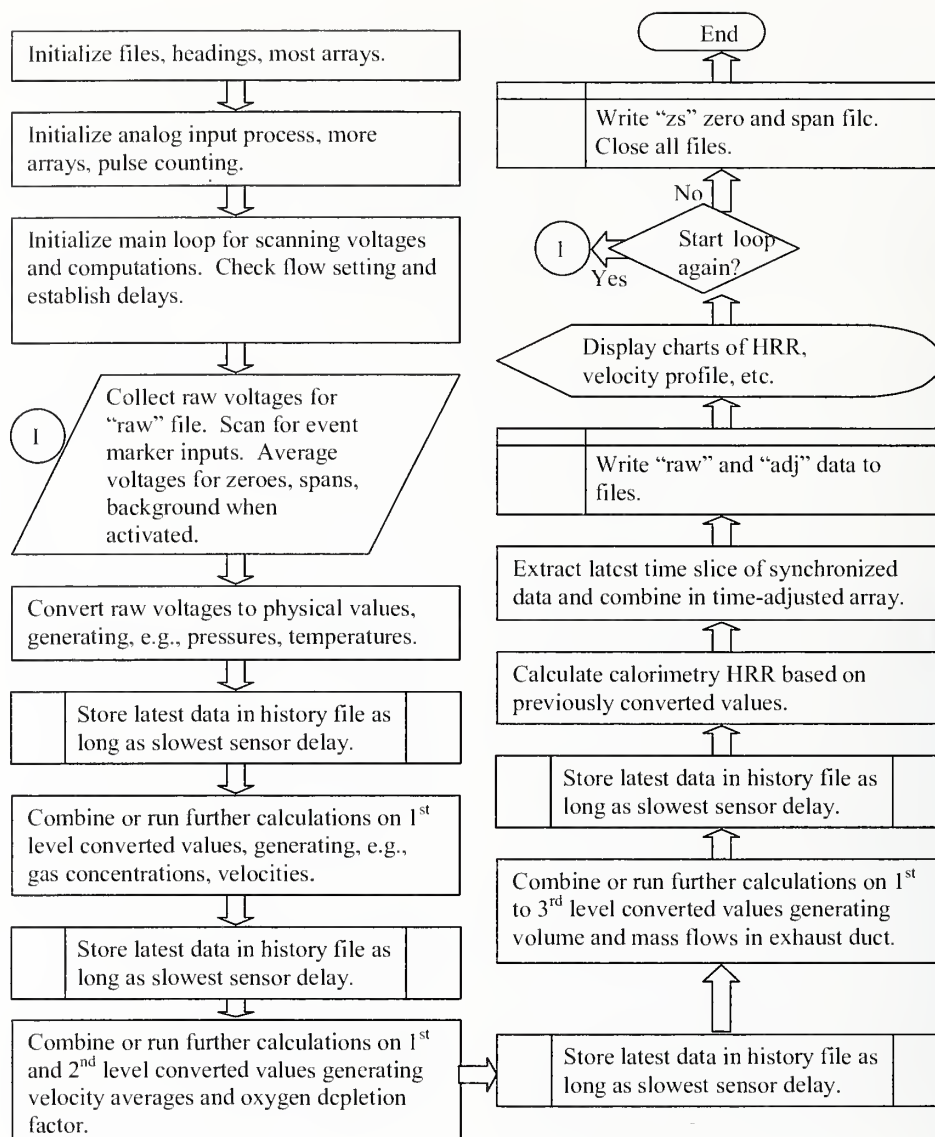 Initialize files, headings, most arrays.
Initialize analog input process, more
arrays, pulse counting.
Initialize main loop for scanning voltages
and computations. Check flow setting and
establish delays.
1
Collect raw voltages for
“raw” file. Scan for event
marker inputs. Average
voltages for zeroes, spans,
background when
activated.
Convert raw voltages to physical values,
generating, e.g., pressures, temperatures.
Store latest data in history file as
long as slowest sensor delay.
Combine or run further calculations on 1st
level converted values, generating, e.g.,
gas concentrations, velocities.
Store latest data in history file as
long as slowest sensor delay.
Combine or run further calculations on 1st
and 2nd level converted values generating
velocity averages and oxygen depletion
factor.
End
Write “zs” zero and span file.
Close all files.
No
1
Yes
Start loop
again?
Display charts of HRR,
velocity profile, etc.
Write “raw” and “adj” data to
files.
Extract latest time slice of synchronized
data and combine in time-adjusted array.
Calculate calorimetry HRR based on
previously converted values.
Store latest data in history file as
long as slowest sensor delay.
Combine or run further calculations on 1st
to 3rd level converted values generating
volume and mass flows in exhaust duct.
Store latest data in history file as
long as slowest sensor delay.